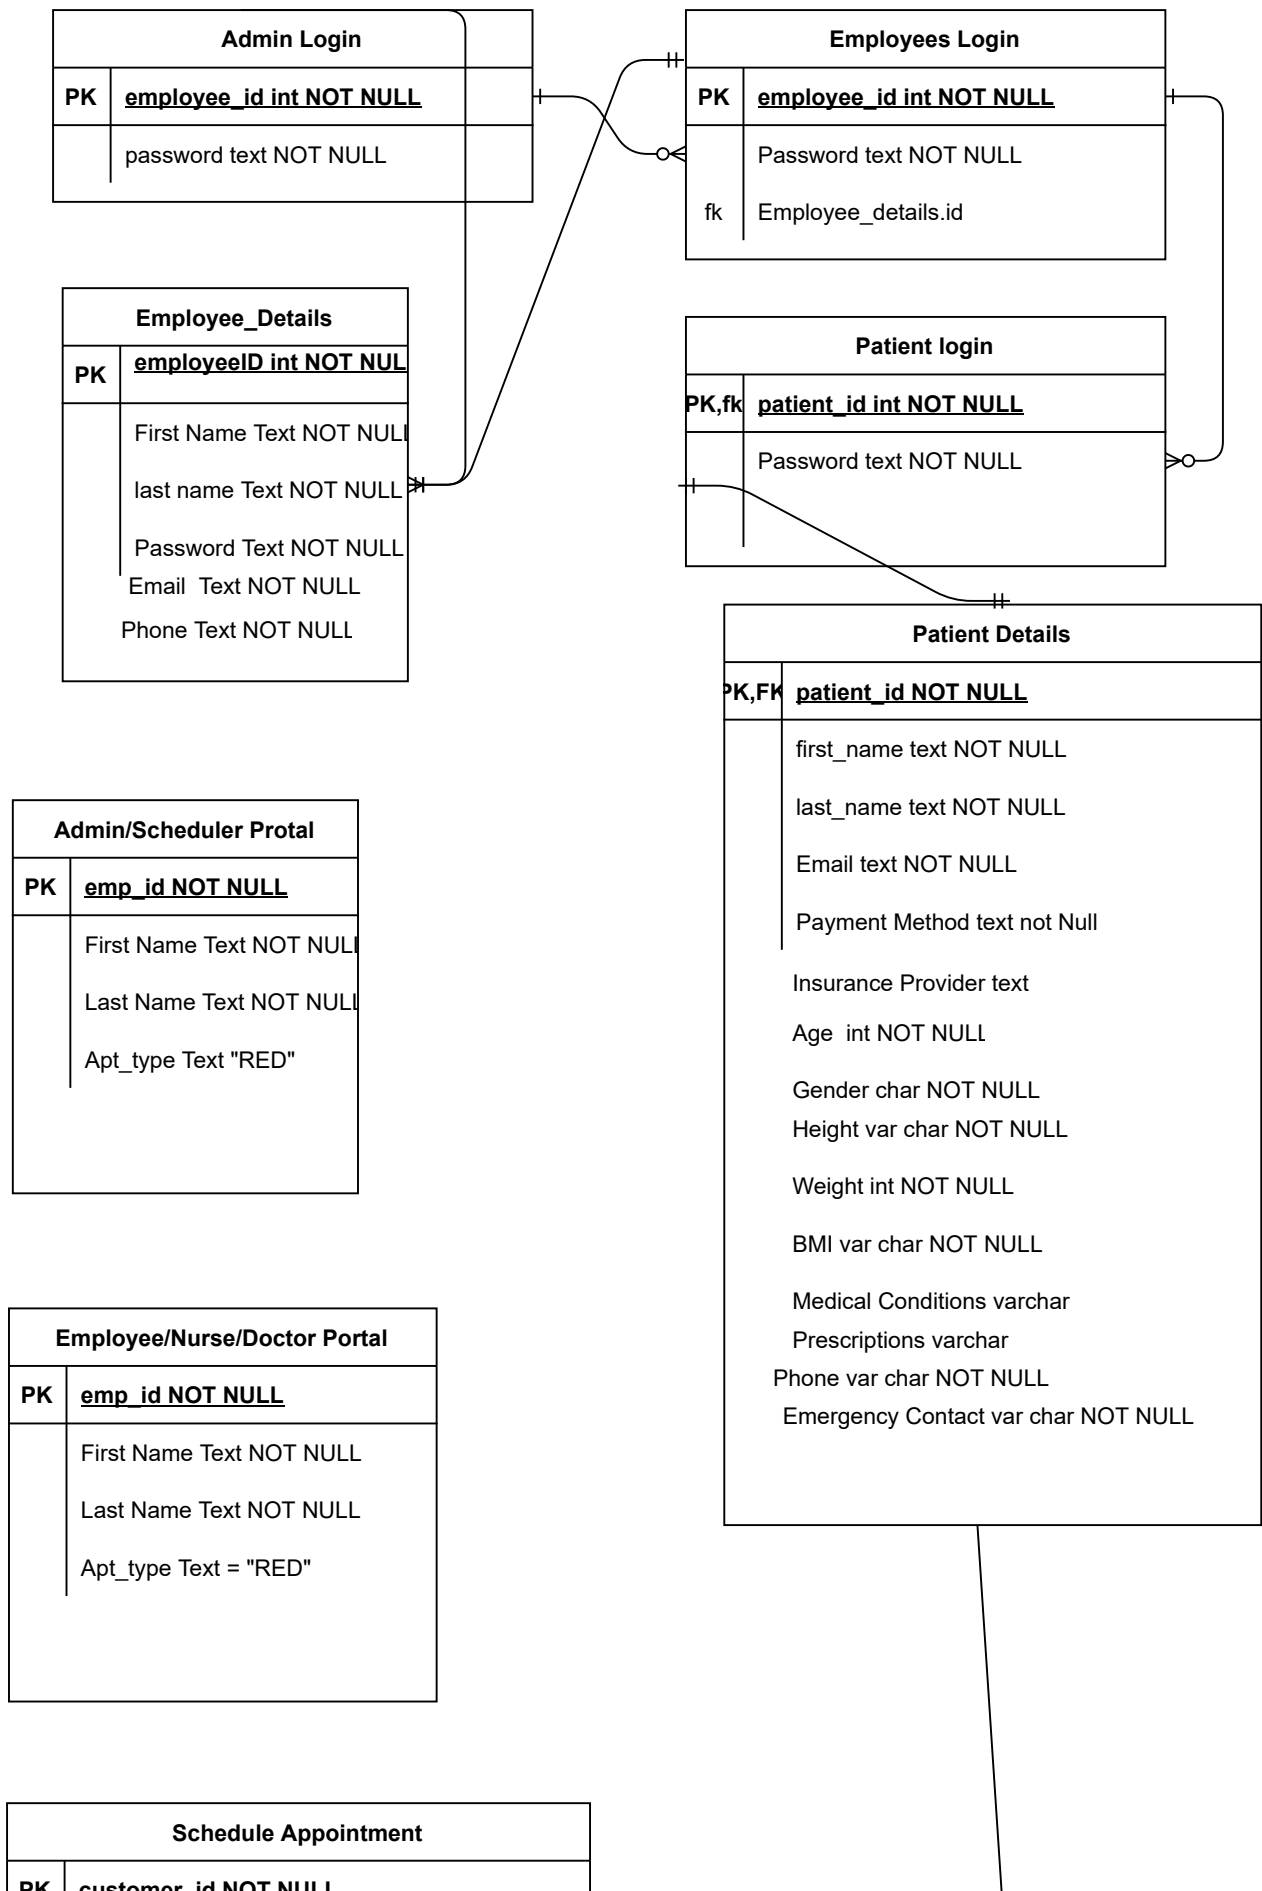 Admin Login
PK employee_id int NOT NULL
password text NOT NULL
Employees Login
PK employee_id int NOT NULL
Password text NOT NULL
fk Employee_details.id
Employee_Details
PK employeeID int NOT NUL
First Name Text NOT NULL
last name Text NOT NULL
Password Text NOT NULL
Email Text NOT NULL
Phone Text NOT NULL
Patient login
PK,fk patient_id int NOT NULL
Password text NOT NULL
Patient Details
PK,FK patient_id NOT NULL
first_name text NOT NULL
last_name text NOT NULL
Email text NOT NULL
Payment Method text not Null
Insurance Provider text
Age int NOT NULL
Gender char NOT NULL
Height var char NOT NULL
Weight int NOT NULL
BMI var char NOT NULL
Medical Conditions varchar
Prescriptions varchar
Phone var char NOT NULL
Emergency Contact var char NOT NULL
Admin/Scheduler Protal
PK emp_id NOT NULL
First Name Text NOT NULL
Last Name Text NOT NULL
Apt_type Text "RED"
Employee/Nurse/Doctor Portal
PK emp_id NOT NULL
First Name Text NOT NULL
Last Name Text NOT NULL
Apt_type Text = "RED"
Schedule Appointment
PK customer_id NOT NULL